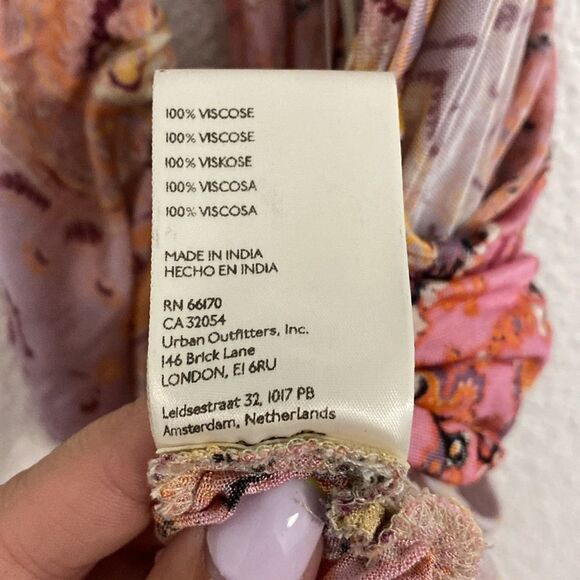 100% VISCOSE
100% VISCOSE
100% VISKOSE
100% VISCOSA
100% VISCOSA
MADE IN INDIA
HECHO EN INDIA
RN 66170
CA 32054
Urban Outfitters, Inc.
146 Brick Lane
LONDON, E1 6RU
Leidsestraat 32, 1017 PB
Amsterdam, Netherlands